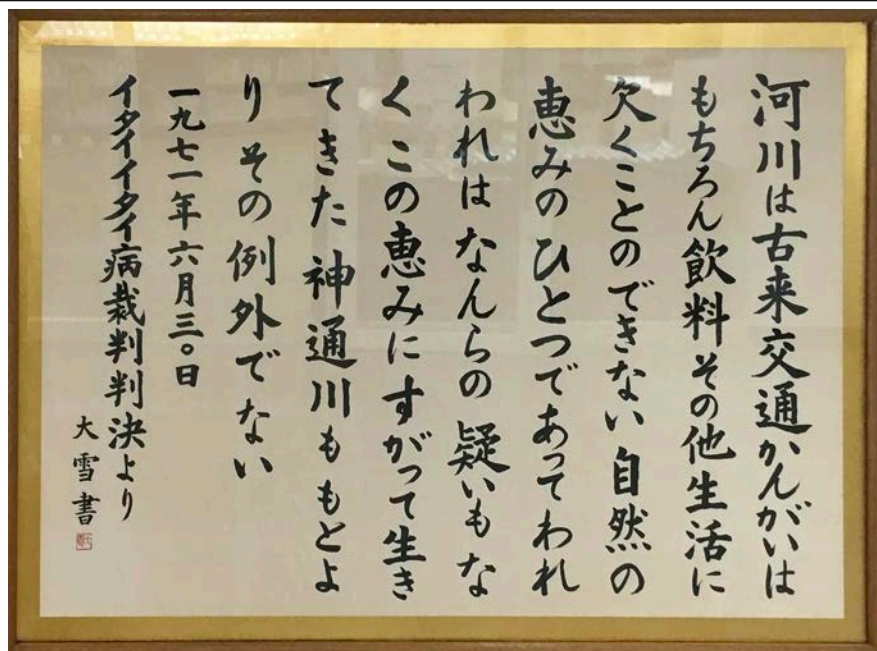 河川は古来交通かんがいは
もちろん飲料その他生活に
欠くことのできない自然の
恵みのひとつであってわれ
われはなんらの疑いもな
くこの恵みにすがって生き
てきた神通川ももとよ
りその例外でない
一九七一年六月三〇日
イタイイタイ病裁判判決より
大雪書